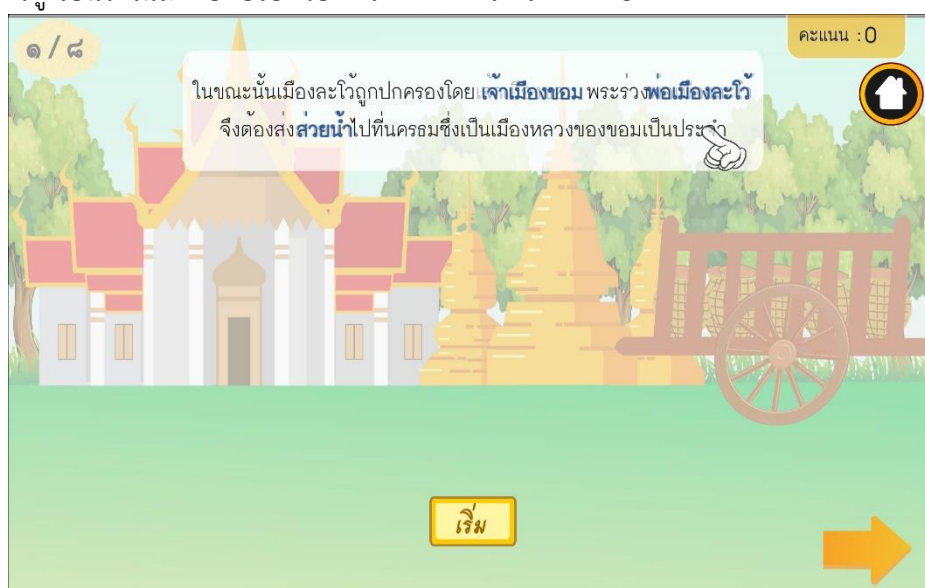 ๑ / ๘
คะแนน : 0
ในขณะนั้นเมืองละโว้ถูกปกครองโดย เจ้าเมืองขอม พระร่วงพ่อเมืองละโว้
จึงต้องส่งส่วยน้ำไปที่นครธมซึ่งเป็นเมืองหลวงของขอมเป็นประจำ
เริ่ม